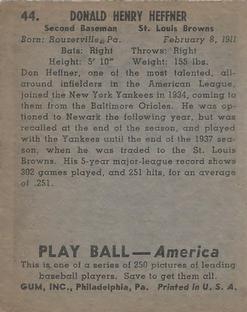 44. DONALD HENRY HEFFNER
Second Baseman St. Louis Browns
Born: Rouzerville, Pa. February 8, 1911
Bats: Right Throws: Right
Height: 5' 10" Weight: 155 lbs.
Don Heffner, one of the most talented, all-
around infielders in the American League,
joined the New York Yankees in 1934, coming to
them from the Baltimore Orioles. He was op-
tioned to Newark the following year, but was
recalled at the end of the season, and played
with the Yankees until the end of the 1937 sea-
son, when he was traded to the St. Louis
Browns. His 5-year major-league record shows
302 games played, and 251 hits, for an average
of .251.
PLAY BALL—America
This is one of a series of 250 pictures of leading
baseball players. Save to get them all.
GUM, INC., Philadelphia, Pa. Printed in U. S. A.